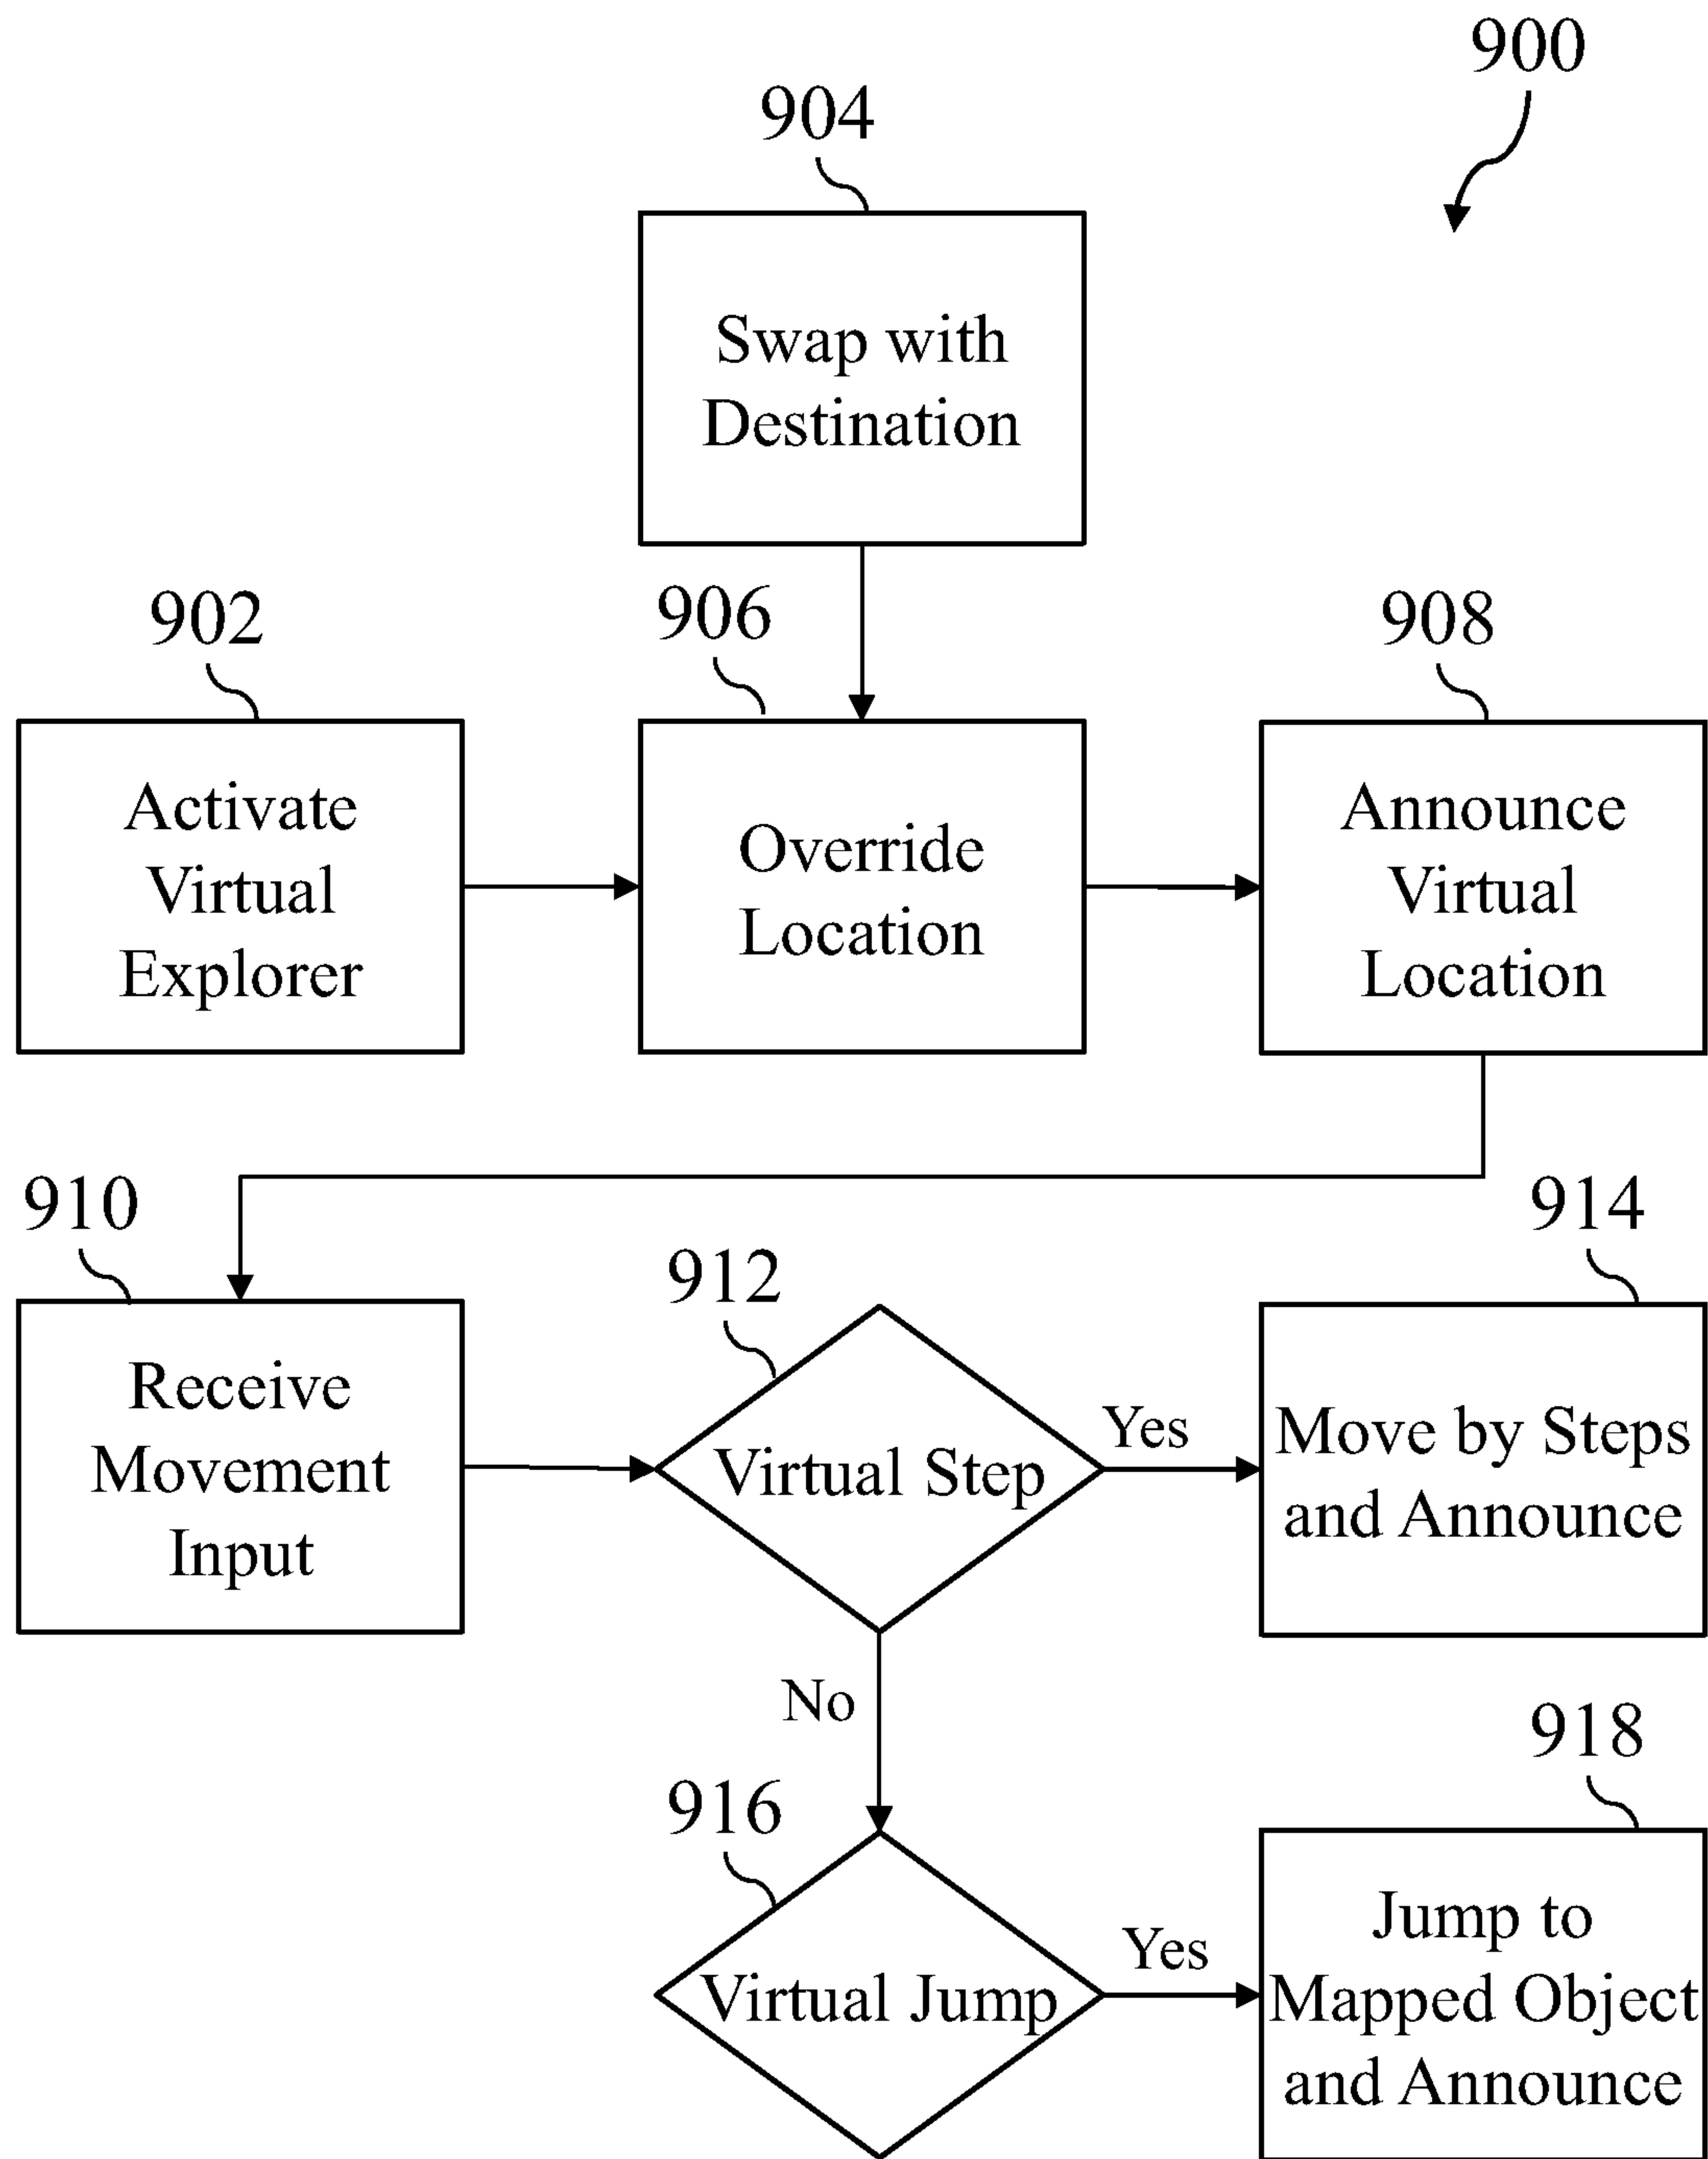 900
904
Swap with
Destination
902
906
908
Activate
Virtual
Explorer
Override
Location
Announce
Virtual
Location
910
912
914
Receive
Movement
Input
Virtual Step
Yes
Move by Steps
and Announce
No
916
918
Virtual Jump
Yes
Jump to
Mapped Object
and Announce